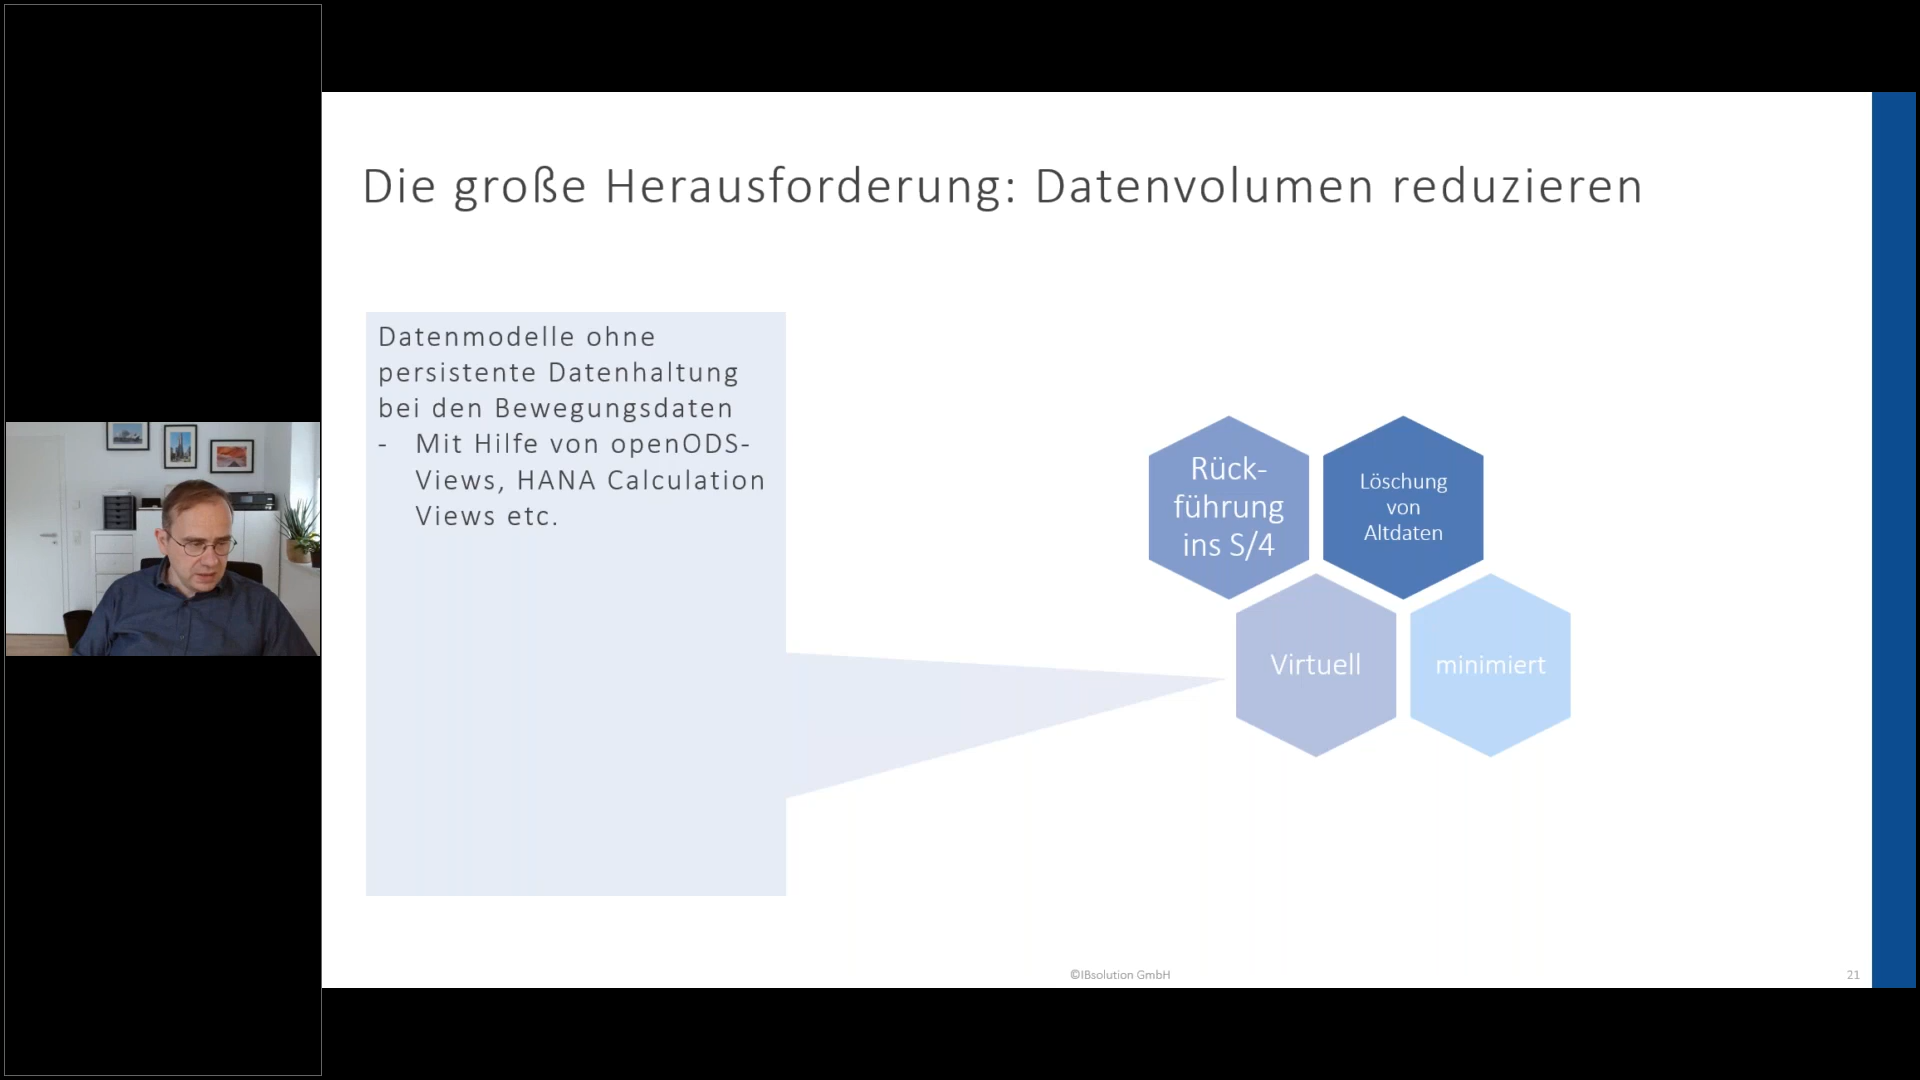 Die große Herausforderung: Datenvolumen reduzieren
Datenmodelle ohne
persistente Datenhaltung
bei den Bewegungsdaten
- Mit Hilfe von openODS-
Views, HANA Calculation
Views etc.
Rück-
führung
ins S/4
Löschung
von
Altdaten
Virtuell
minimiert
©IBsolution GmbH
21